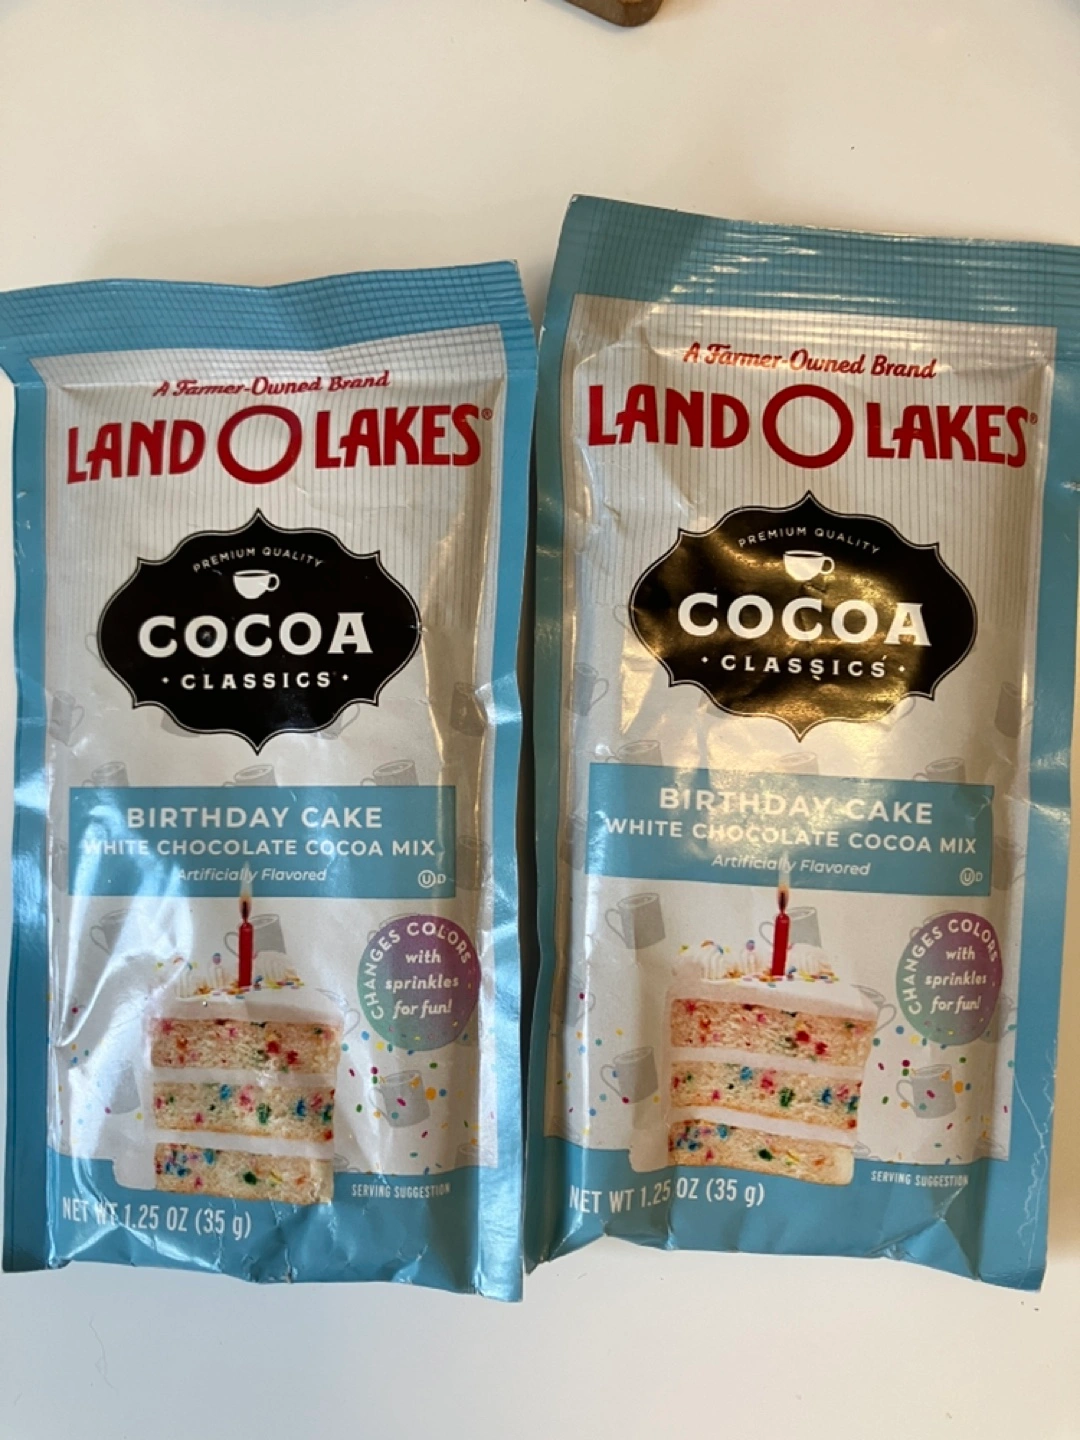 A Farmer-Owned Brand
LAND O LAKES®
PREMIUM QUALITY
COCOA
• CLASSICS •
BIRTHDAY CAKE
WHITE CHOCOLATE COCOA MIX
Artificially Flavored
U D
CHANGES COLORS
with
sprinkles
for fun!
SERVING SUGGESTION
NET WT 1.25 OZ (35 g)
A Farmer-Owned Brand
LAND O LAKES®
PREMIUM QUALITY
COCOA
• CLASSICS •
BIRTHDAY CAKE
WHITE CHOCOLATE COCOA MIX
Artificially Flavored
U D
CHANGES COLORS
with
sprinkles
for fun!
SERVING SUGGESTION
NET WT 1.25 OZ (35 g)